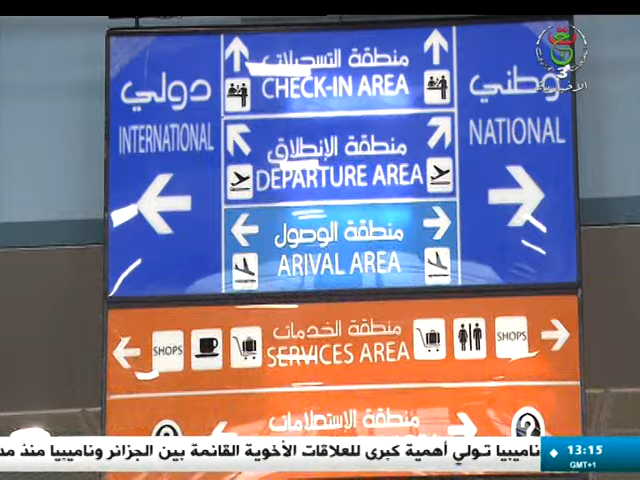 منطقة التسجيلات
CHECK-IN AREA
دولي
INTERNATIONAL
وطني
NATIONAL
منطقة الإنطلاق
DEPARTURE AREA
منطقة الوصول
ARIVAL AREA
منطقة الخدمات
SHOPS
SERVICES AREA
SHOPS
منطقة الإستعلامات
3
الإخبارية
ناميبيا تولي أهمية كبرى للعلاقات الأخوية القائمة بين الجزائر وناميبيا منذ
13:15
GMT+1